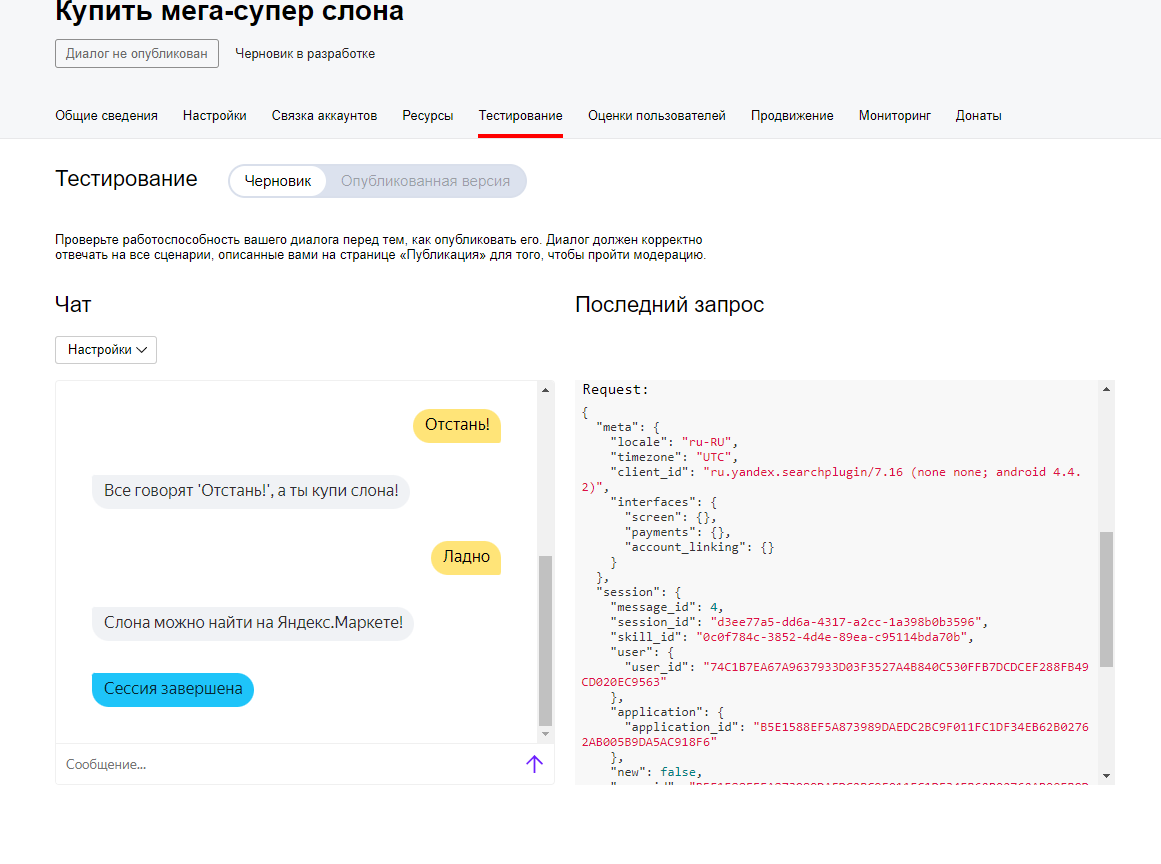 Купить мега-супер слона
Диалог не опубликован Черновик в разработке
Общие сведения Настройки Связка аккаунтов Ресурсы Тестирование Оценки пользователей Продвижение Мониторинг Донаты
Тестирование Черновик Опубликованная версия
Проверьте работоспособность вашего диалога перед тем, как опубликовать его. Диалог должен корректно
отвечать на все сценарии, описанные вами на странице «Публикация» для того, чтобы пройти модерацию.
Чат
Настройки
Отстань!
Все говорят 'Отстань!', а ты купи слона!
Ладно
Слона можно найти на Яндекс.Маркете!
Сессия завершена
Сообщение...
Последний запрос
Request:
{
"meta": {
"locale": "ru-RU",
"timezone": "UTC",
"client_id": "ru.yandex.searchplugin/7.16 (none none; android 4.4.
2)",
"interfaces": {
"screen": {},
"payments": {},
"account_linking": {}
}
},
"session": {
"message_id": 4,
"session_id": "d3ee77a5-dd6a-4317-a2cc-1a398b0b3596",
"skill_id": "0c0f784c-3852-4d4e-89ea-c95114bda70b",
"user": {
"user_id": "74C1B7EA67A9637933D03F3527A4B840C530FFB7DCDCEF288FB49
CD020EC9563"
},
"application": {
"application_id": "B5E1588EF5A873989DAEDC2BC9F011FC1DF34EB62B02762
2AB005B9DA5AC918F6"
},
"new": false,